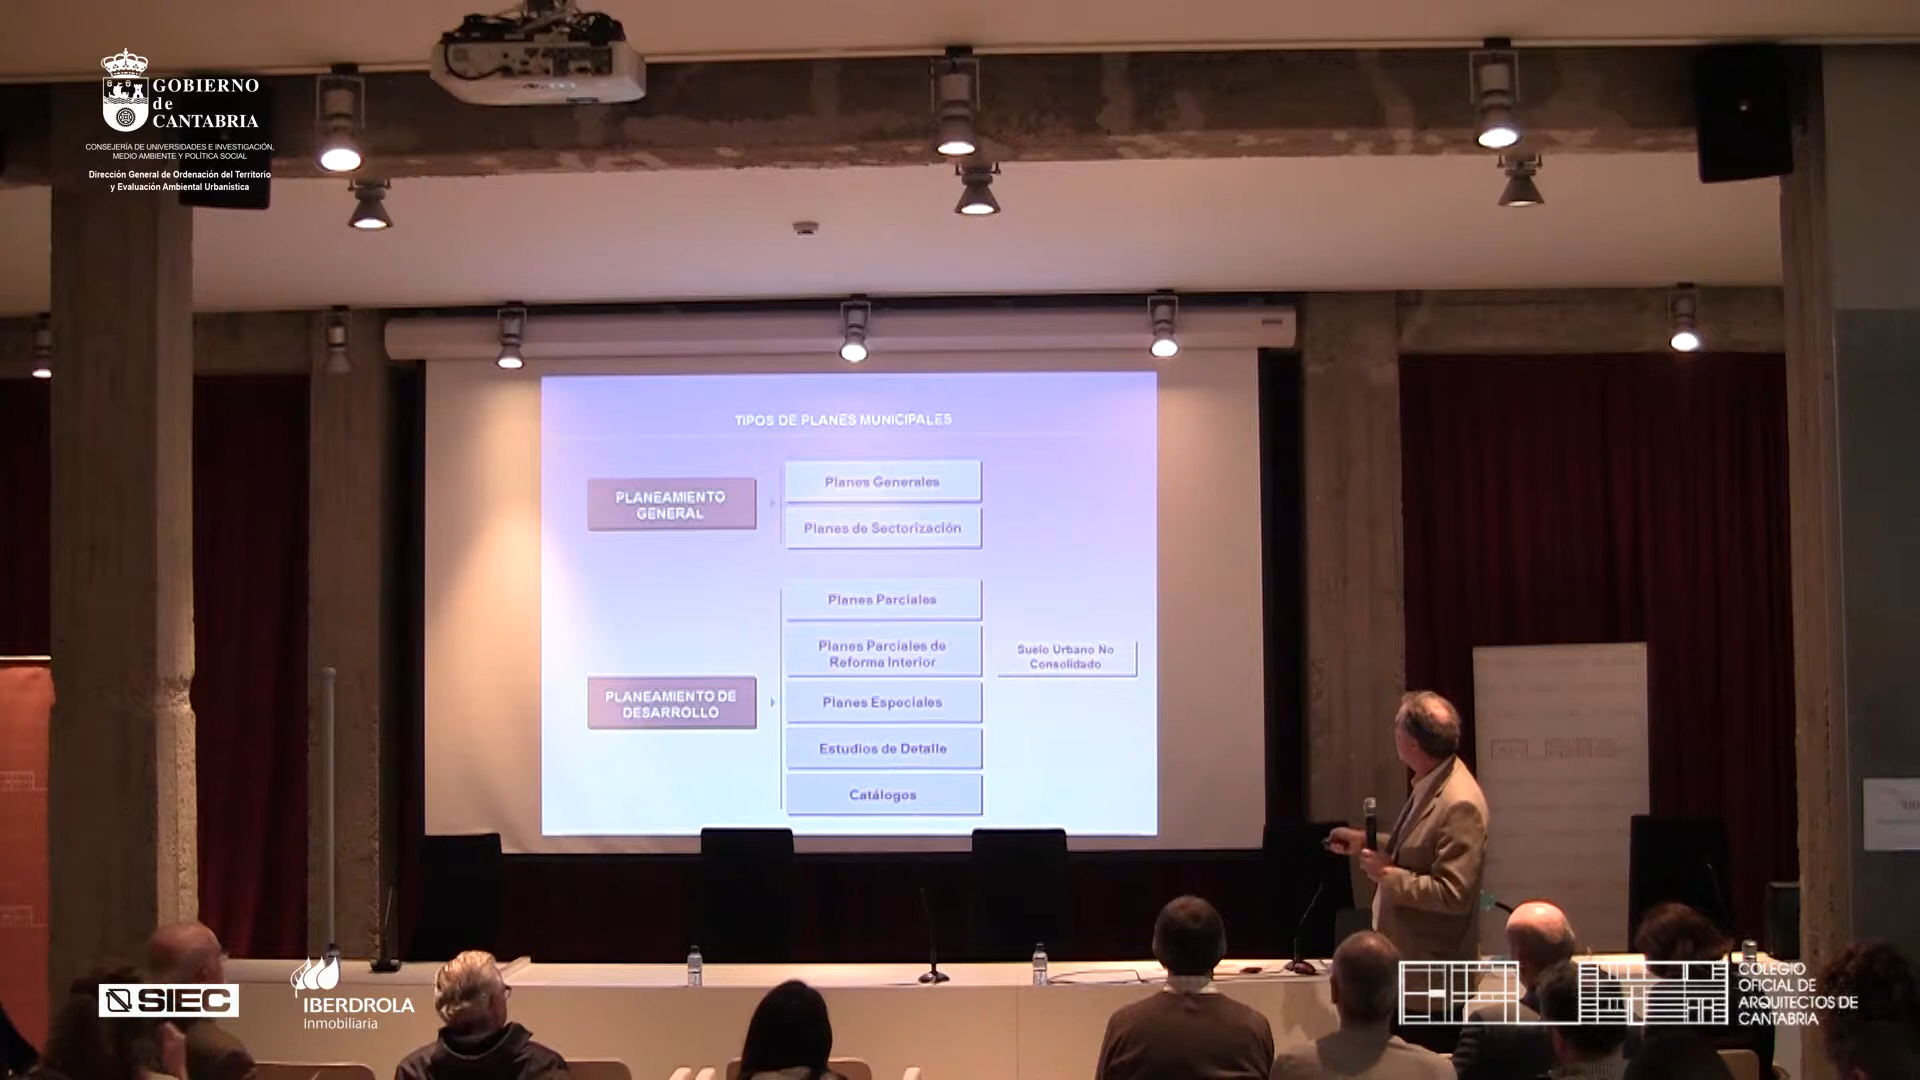 GOBIERNO
de
CANTABRIA
CONSEJERÍA DE UNIVERSIDADES E INVESTIGACIÓN,
MEDIO AMBIENTE Y POLÍTICA SOCIAL
Dirección General de Ordenación del Territorio
y Evaluación Ambiental Urbanística
TIPOS DE PLANES MUNICIPALES
PLANEAMIENTO
GENERAL
Planes Generales
Planes de Sectorización
PLANEAMIENTO DE
DESARROLLO
Planes Parciales
Planes Parciales de
Reforma Interior
Suelo Urbano No
Consolidado
Planes Especiales
Estudios de Detalle
Catálogos
SIEC
IBERDROLA
Inmobiliaria
COLEGIO
OFICIAL DE
ARQUITECTOS DE
CANTABRIA